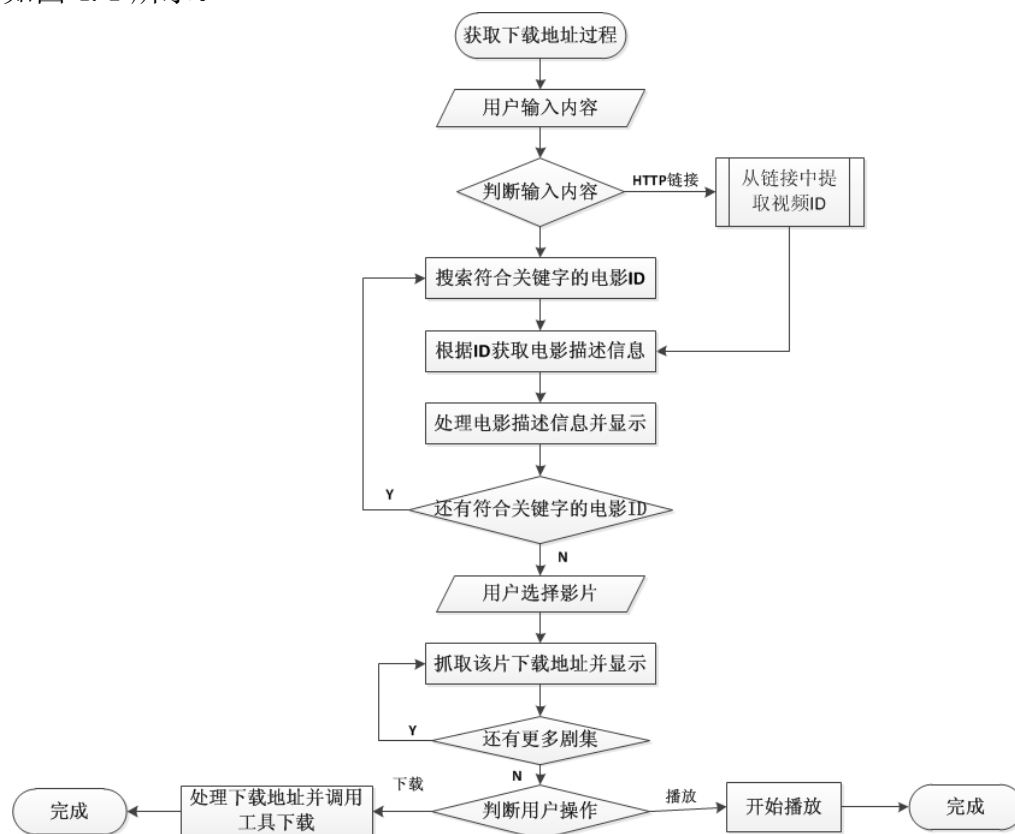 获取下载地址过程
用户输入内容
判断输入内容
HTTP链接
从链接中提
取视频ID
搜索符合关键字的电影ID
根据ID获取电影描述信息
处理电影描述信息并显示
还有符合关键字的电影ID
Y
N
用户选择影片
抓取该片下载地址并显示
还有更多剧集
Y
N
判断用户操作
下载
处理下载地址并调用
工具下载
完成
播放
开始播放
完成